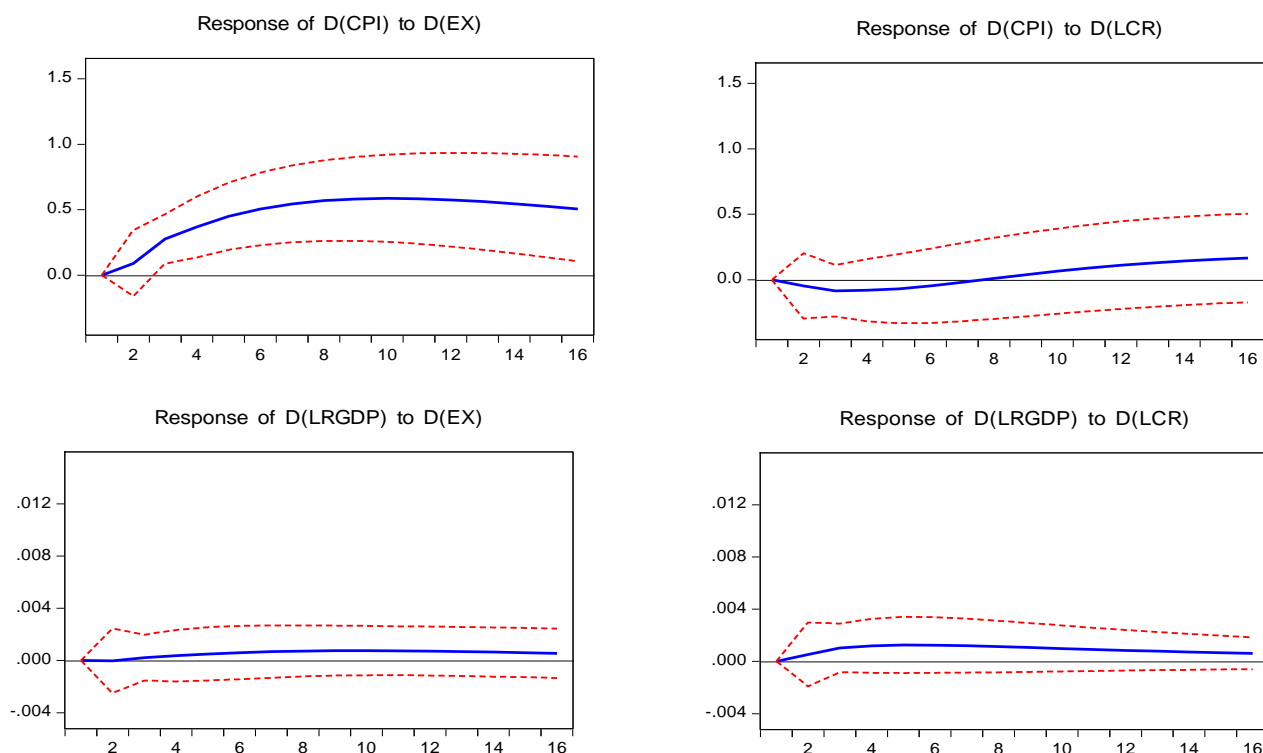 Response of D(CPI) to D(EX)
1.5
1.0
0.5
0.0
2 4 6 8 10 12 14 16
Response of D(CPI) to D(LCR)
1.5
1.0
0.5
0.0
2 4 6 8 10 12 14 16
Response of D(LRGDP) to D(EX)
.012
.008
.004
.000
-.004
2 4 6 8 10 12 14 16
Response of D(LRGDP) to D(LCR)
.012
.008
.004
.000
-.004
2 4 6 8 10 12 14 16